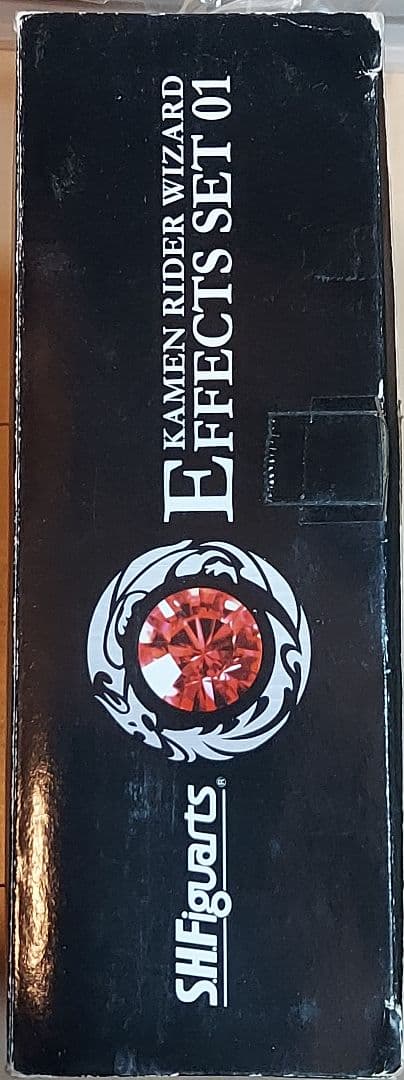 S.H.Figuarts®
KAMEN RIDER WIZARD
EFFECTS SET 01